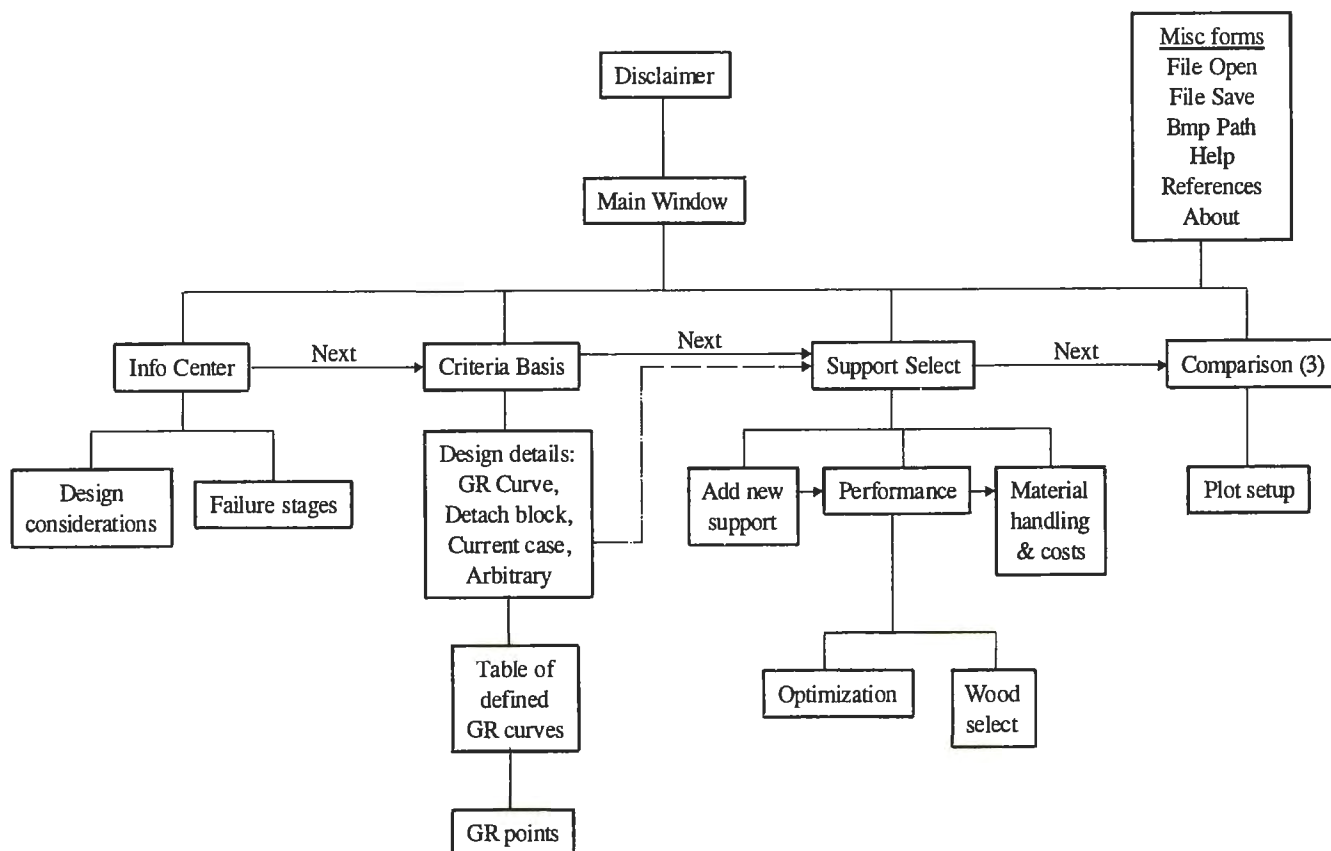 Disclaimer
Misc forms
File Open
File Save
Bmp Path
Help
References
About
Main Window
Info Center
Next
Criteria Basis
Next
Support Select
Next
Comparison (3)
Design
considerations
Failure stages
Design details:
GR Curve,
Detach block,
Current case,
Arbitrary
Add new
support
Performance
Material
handling
& costs
Plot setup
Table of
defined
GR curves
Optimization
Wood
select
GR points